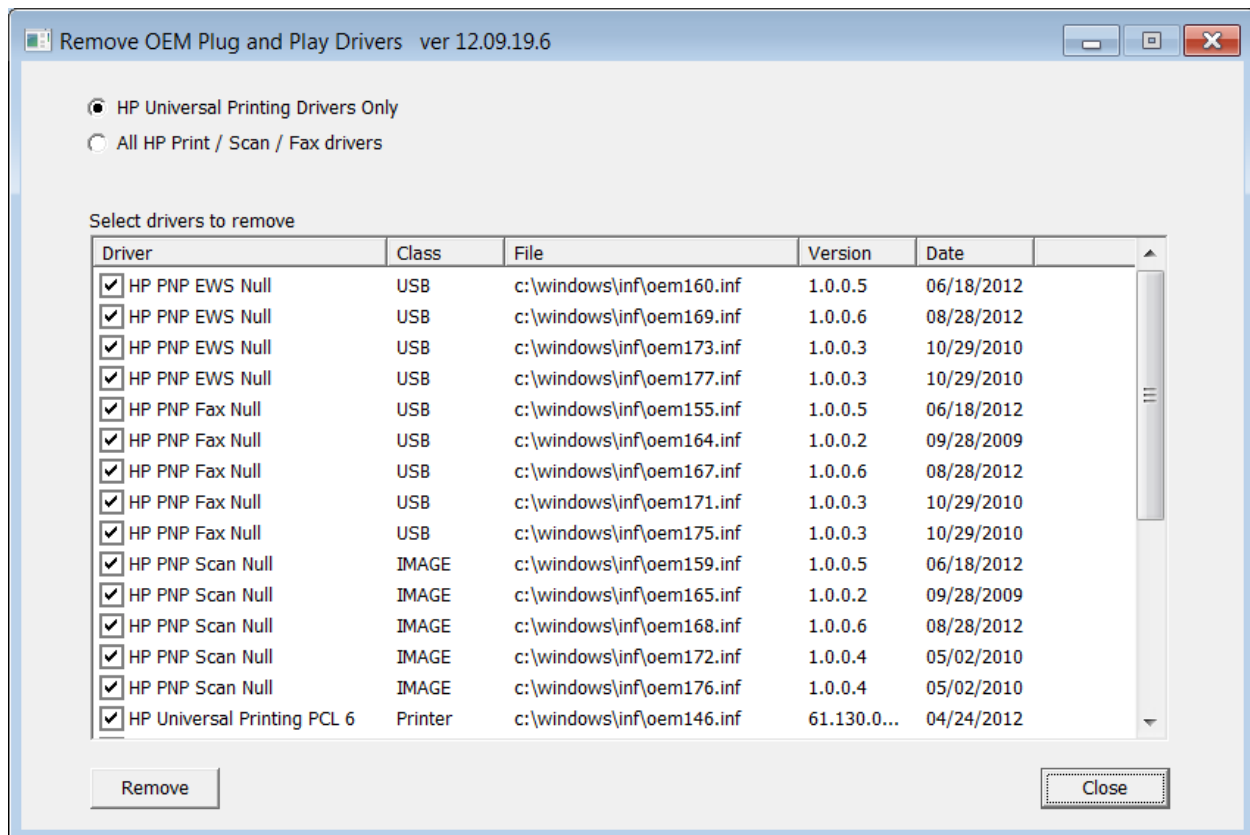 Remove OEM Plug and Play Drivers ver 12.09.19.6
HP Universal Printing Drivers Only
All HP Print / Scan / Fax drivers
Select drivers to remove
Driver Class File Version Date
HP PNP EWS Null USB c:\windows\inf\oem160.inf 1.0.0.5 06/18/2012
HP PNP EWS Null USB c:\windows\inf\oem169.inf 1.0.0.6 08/28/2012
HP PNP EWS Null USB c:\windows\inf\oem173.inf 1.0.0.3 10/29/2010
HP PNP EWS Null USB c:\windows\inf\oem177.inf 1.0.0.3 10/29/2010
HP PNP Fax Null USB c:\windows\inf\oem155.inf 1.0.0.5 06/18/2012
HP PNP Fax Null USB c:\windows\inf\oem164.inf 1.0.0.2 09/28/2009
HP PNP Fax Null USB c:\windows\inf\oem167.inf 1.0.0.6 08/28/2012
HP PNP Fax Null USB c:\windows\inf\oem171.inf 1.0.0.3 10/29/2010
HP PNP Fax Null USB c:\windows\inf\oem175.inf 1.0.0.3 10/29/2010
HP PNP Scan Null IMAGE c:\windows\inf\oem159.inf 1.0.0.5 06/18/2012
HP PNP Scan Null IMAGE c:\windows\inf\oem165.inf 1.0.0.2 09/28/2009
HP PNP Scan Null IMAGE c:\windows\inf\oem168.inf 1.0.0.6 08/28/2012
HP PNP Scan Null IMAGE c:\windows\inf\oem172.inf 1.0.0.4 05/02/2010
HP PNP Scan Null IMAGE c:\windows\inf\oem176.inf 1.0.0.4 05/02/2010
HP Universal Printing PCL 6 Printer c:\windows\inf\oem146.inf 61.130.0... 04/24/2012
Remove Close